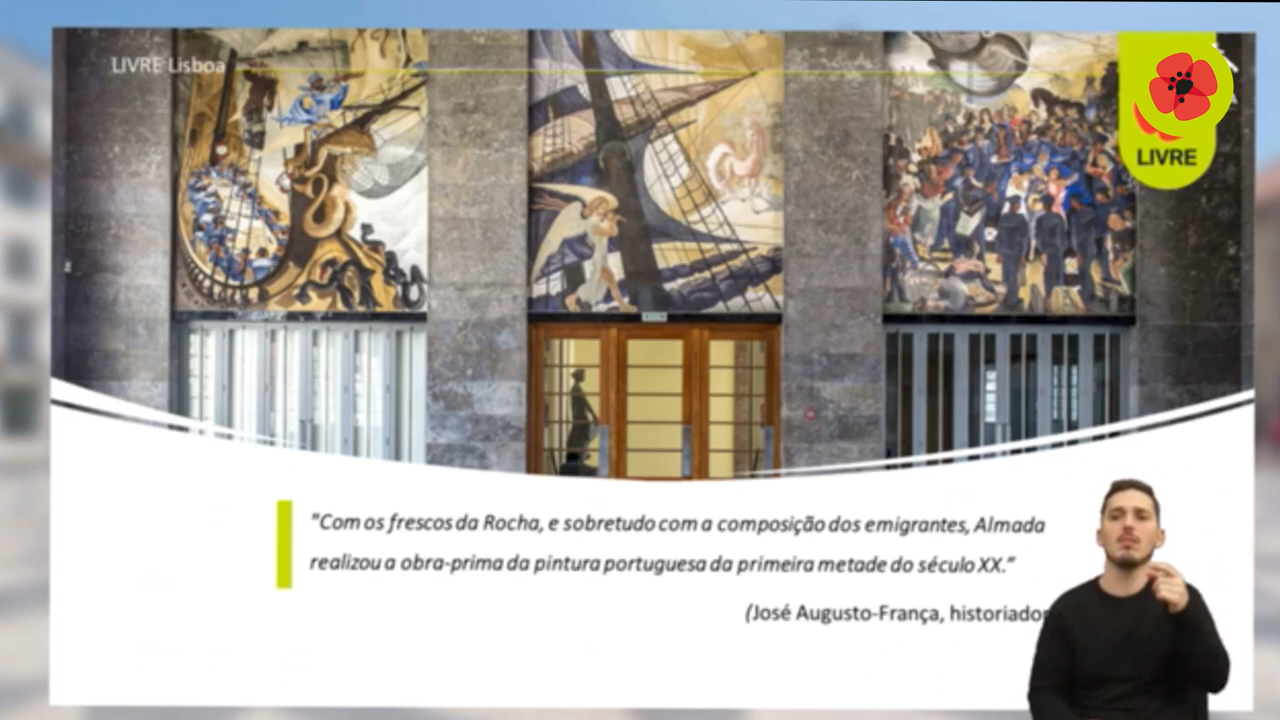 LIVRE Lisboa
LIVRE
"Com os frescos da Rocha, e sobretudo com a composição dos emigrantes, Almada
realizou a obra-prima da pintura portuguesa da primeira metade do século XX.”
(José Augusto-França, historiador